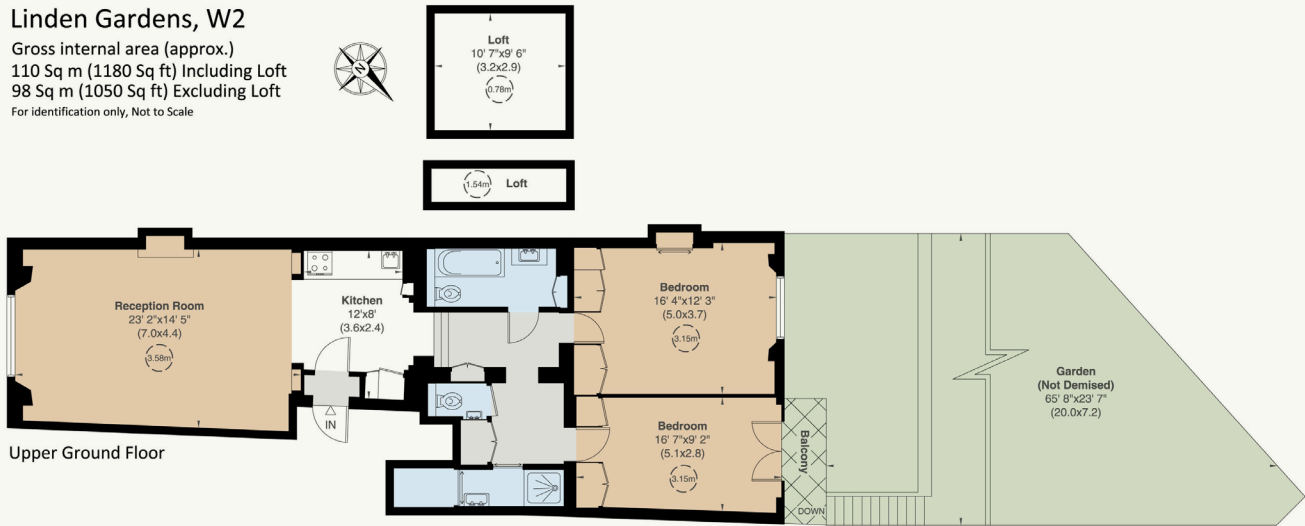 Linden Gardens, W2
Gross internal area (approx.)
110 Sq m (1180 Sq ft) Including Loft
98 Sq m (1050 Sq ft) Excluding Loft
For identification only, Not to Scale
N
Loft
10' 7"x9' 6"
(3.2x2.9)
0.78m
1.54m
Loft
Reception Room
23' 2"x14' 5"
(7.0x4.4)
3.58m
Kitchen
12'x8'
(3.6x2.4)
IN
Bedroom
16' 4"x12' 3"
(5.0x3.7)
3.15m
Bedroom
16' 7"x9' 2"
(5.1x2.8)
3.15m
Balcony
DOWN
Garden
(Not Demised)
65' 8"x23' 7"
(20.0x7.2)
Upper Ground Floor